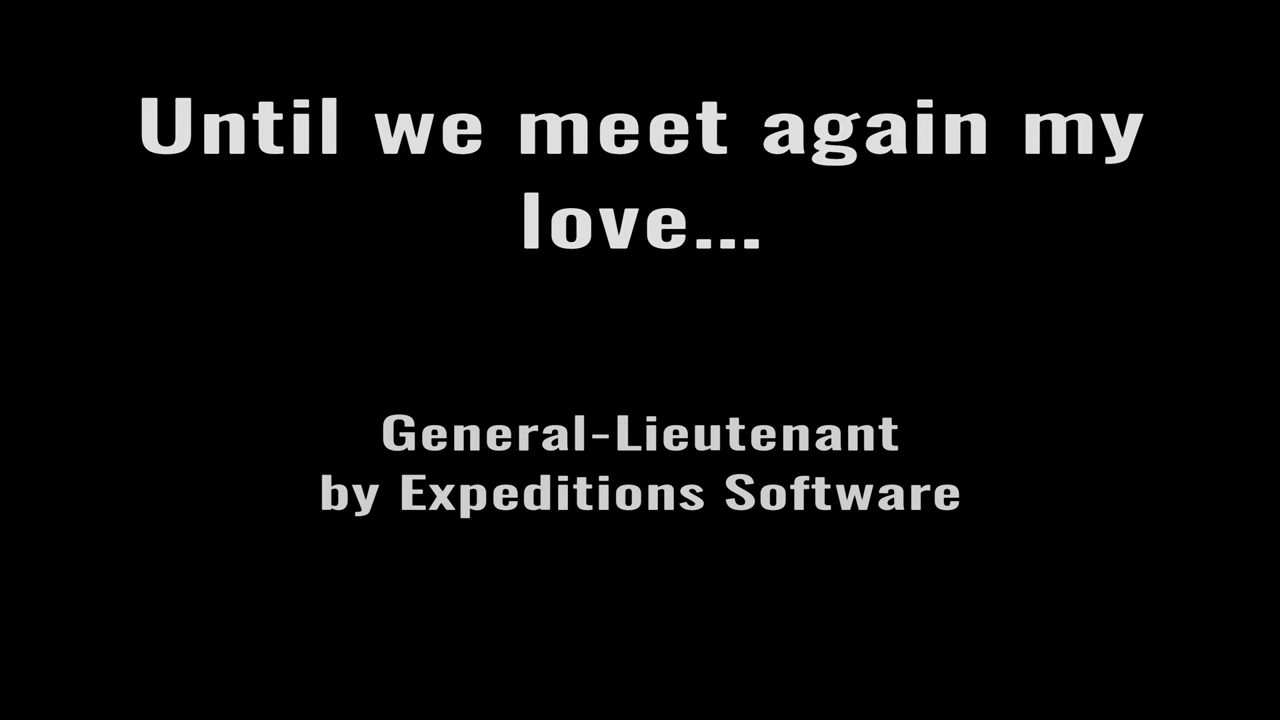 Until we meet again my
love...
General-Lieutenant
by Expeditions Software